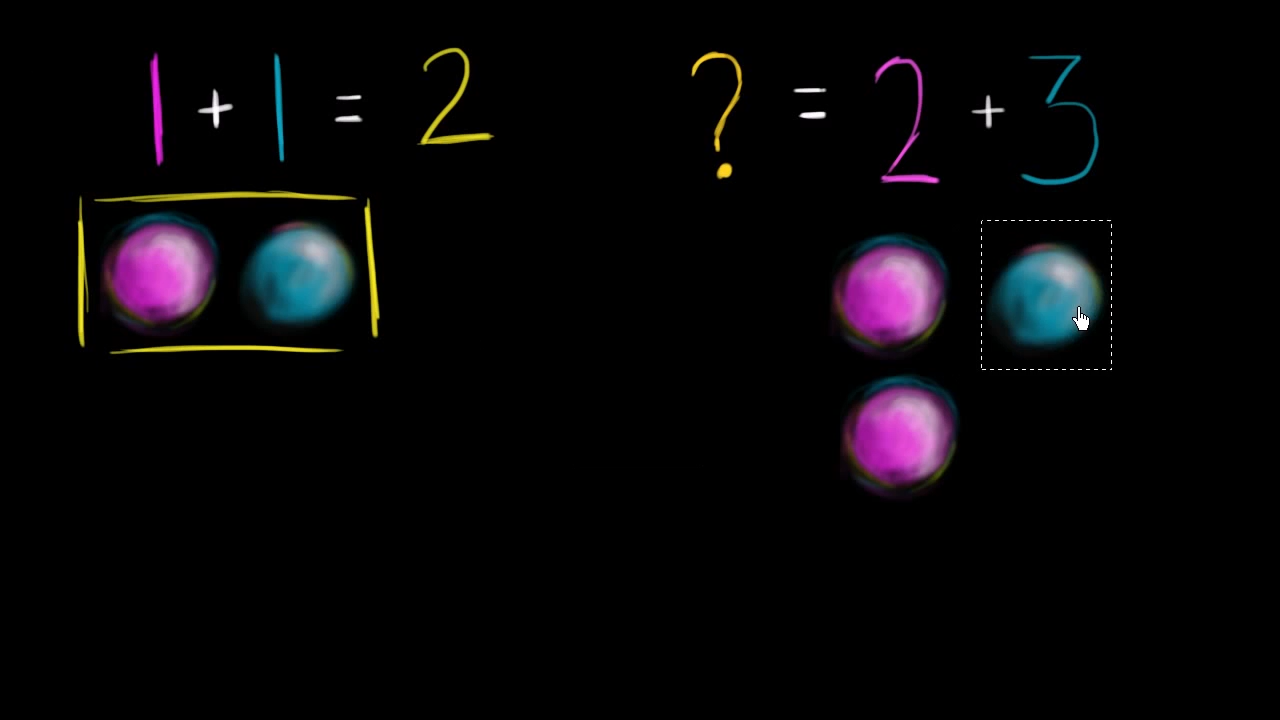 1 + 1 = 2
? = 2 + 3